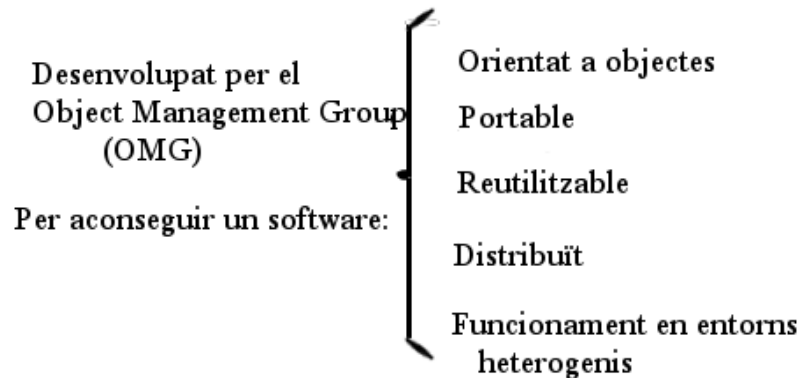 Desenvolupat per el
Object Management Group
(OMG)
Per aconseguir un software:
Orientat a objectes
Portable
Reutilitzable
Distribuït
Funcionament en entorns
heterogenis